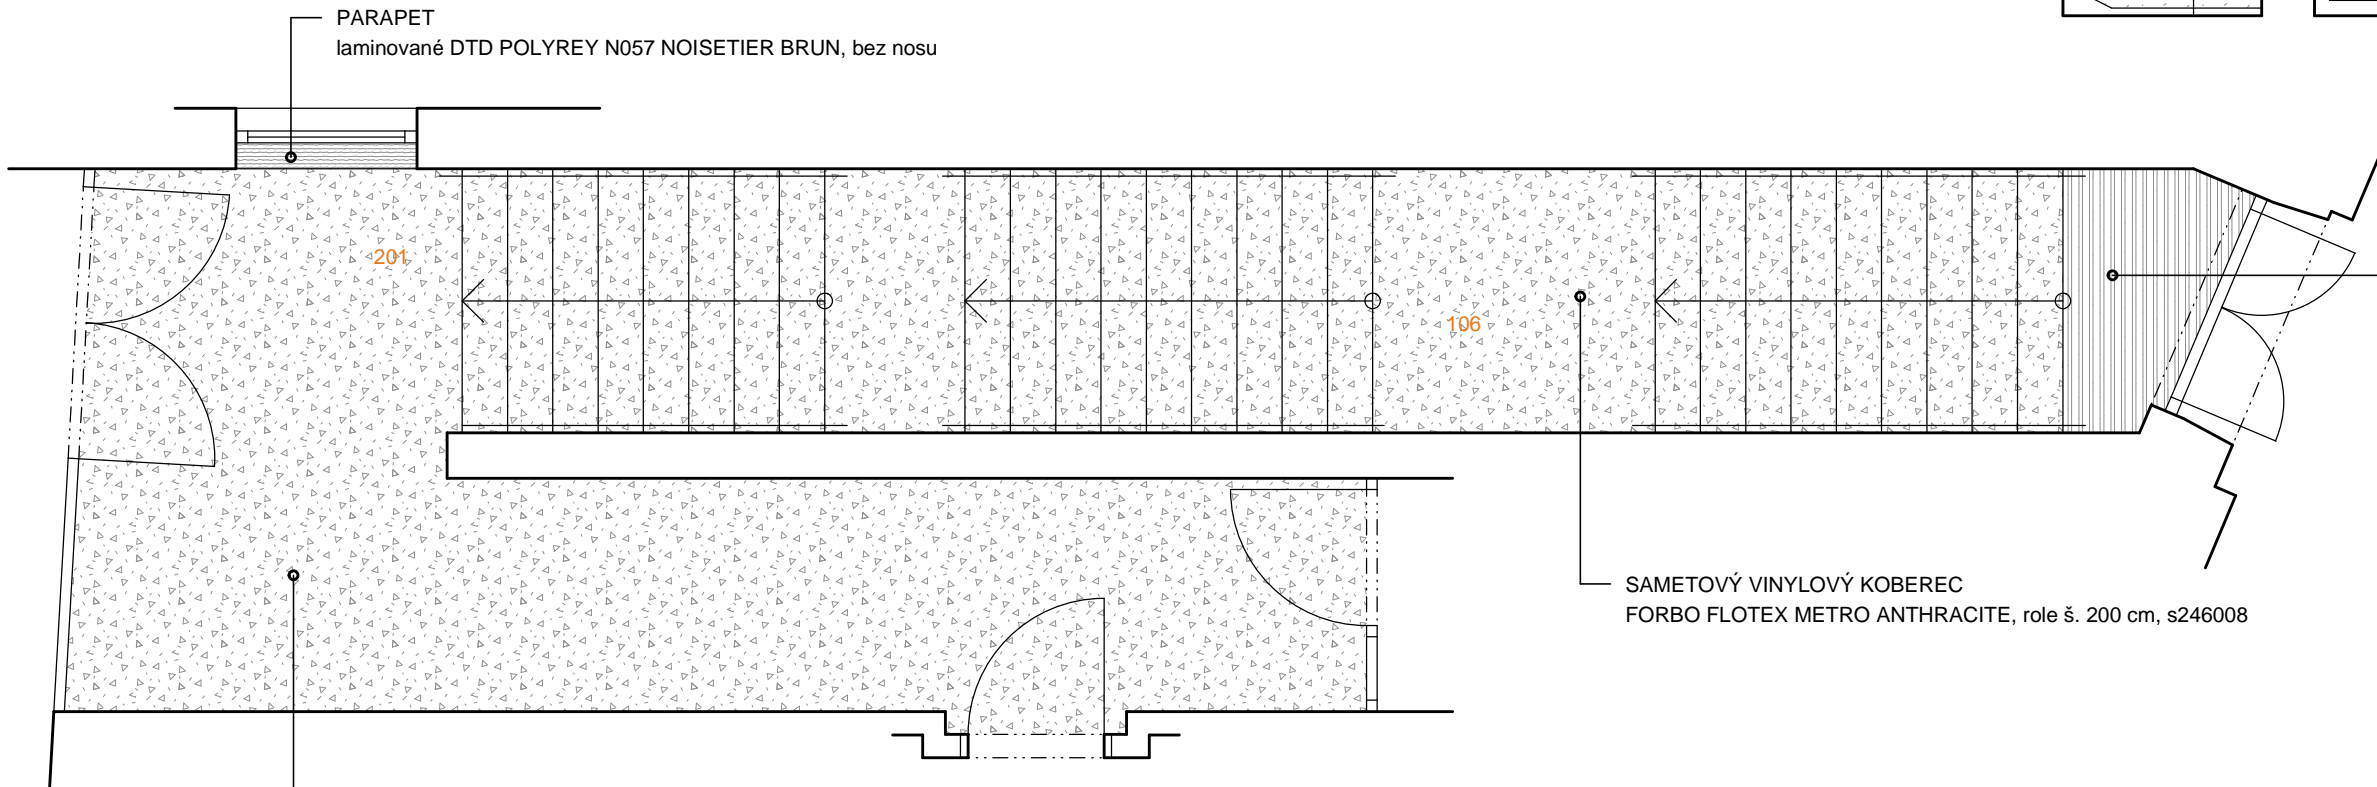 PARAPET
laminované DTD POLYREY N057 NOISETIER BRUN, bez nosu
201
106
SAMETOVÝ VINYLOVÝ KOBEREC
FORBO FLOTEX METRO ANTHRACITE, role š. 200 cm, s246008